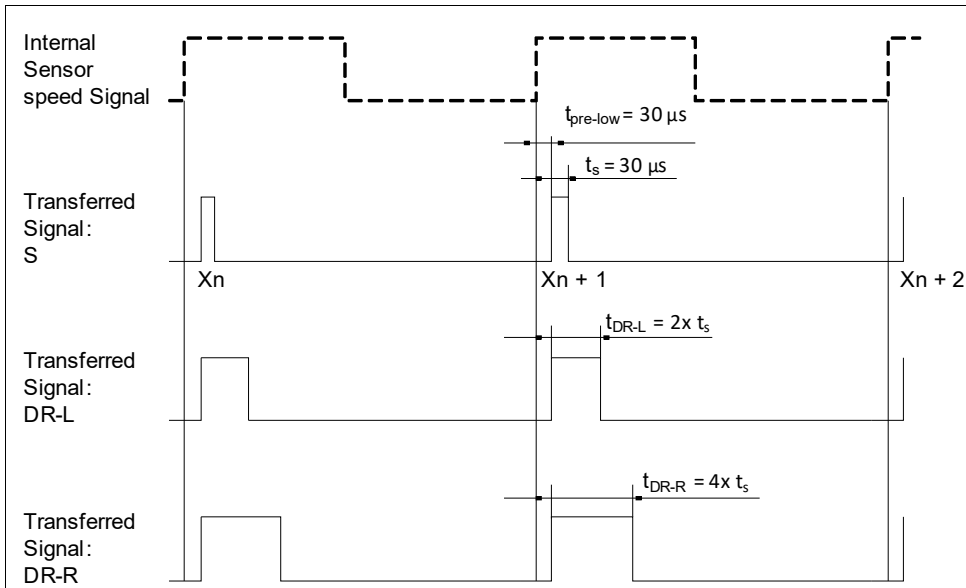 Internal
Sensor
speed Signal
tpre-low = 30 µs
ts = 30 µs
Transferred
Signal:
S
Xn
Xn + 1
Xn + 2
tDR-L = 2x ts
Transferred
Signal:
DR-L
tDR-R = 4x ts
Transferred
Signal:
DR-R